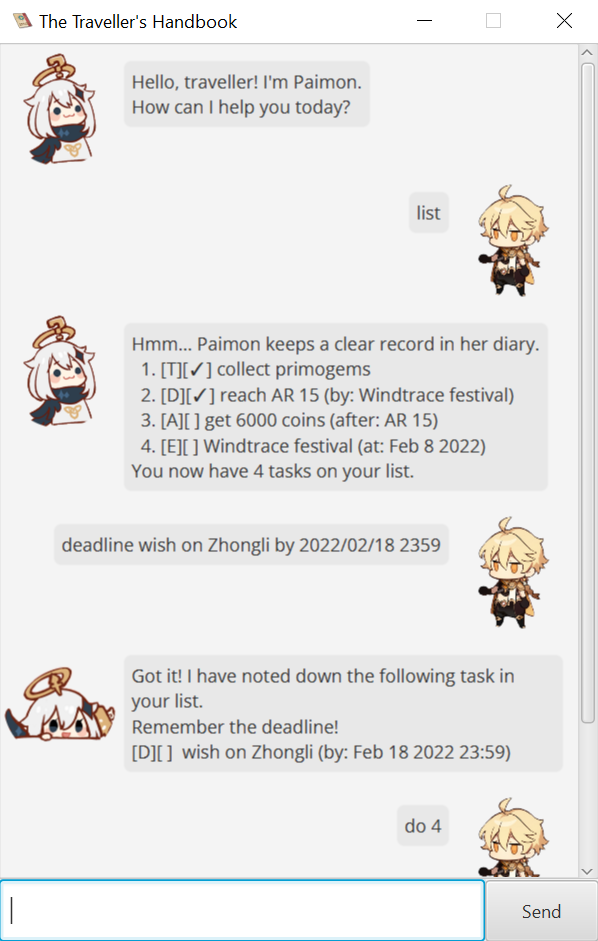 The Traveller's Handbook
Hello, traveller! I'm Paimon.
How can I help you today?
list
Hmm... Paimon keeps a clear record in her diary.
1. [T][✓] collect primogems
2. [D][✓] reach AR 15 (by: Windtrace festival)
3. [A][ ] get 6000 coins (after: AR 15)
4. [E][ ] Windtrace festival (at: Feb 8 2022)
You now have 4 tasks on your list.
deadline wish on Zhongli by 2022/02/18 2359
Got it! I have noted down the following task in
your list.
Remember the deadline!
[D][ ]  wish on Zhongli (by: Feb 18 2022 23:59)
do 4
Send